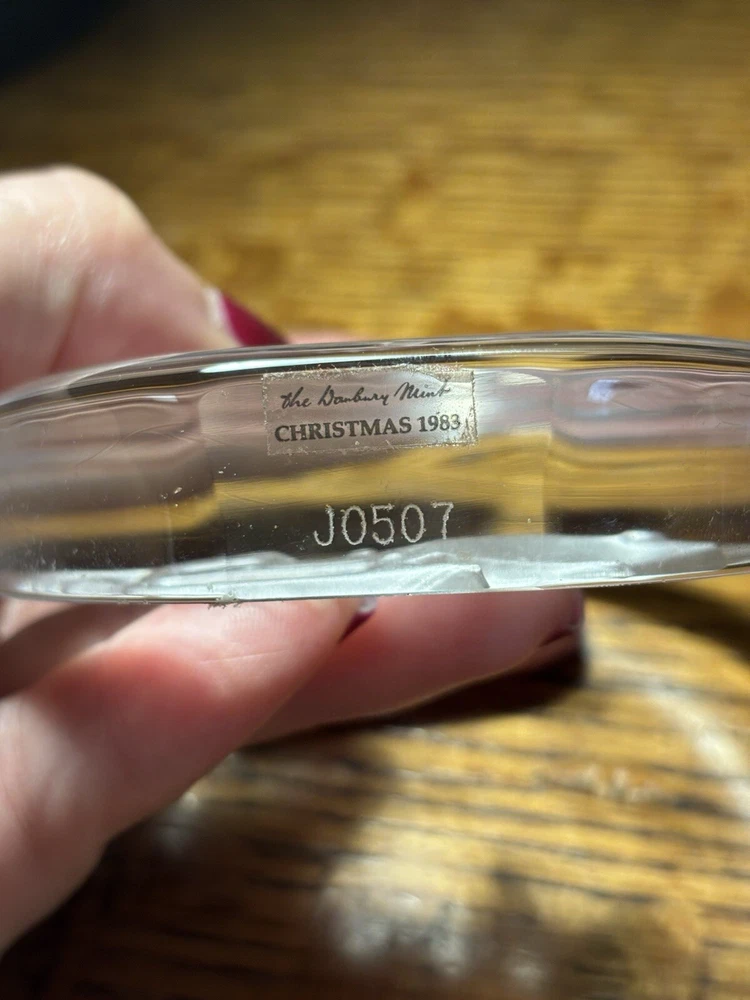 the Danbury Mint
CHRISTMAS 1983
J0507